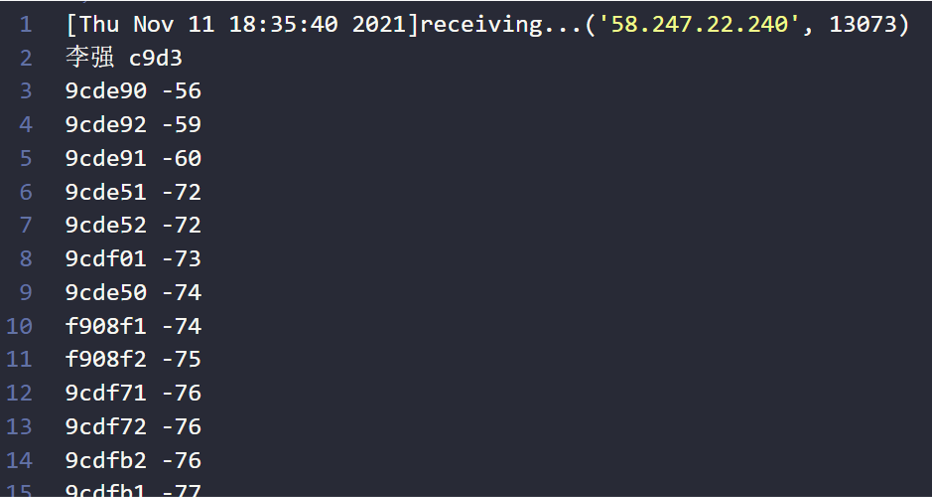 1 [Thu Nov 11 18:35:40 2021]receiving...('58.247.22.240', 13073)
2 李强 c9d3
3 9cde90 -56
4 9cde92 -59
5 9cde91 -60
6 9cde51 -72
7 9cde52 -72
8 9cdf01 -73
9 9cde50 -74
10 f908f1 -74
11 f908f2 -75
12 9cdf71 -76
13 9cdf72 -76
14 9cdfb2 -76
15 9cdfb1 -77